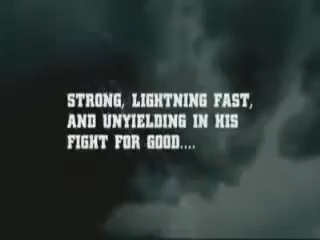 STRONG, LIGHTNING FAST,
AND UNYIELDING IN HIS
FIGHT FOR GOOD....